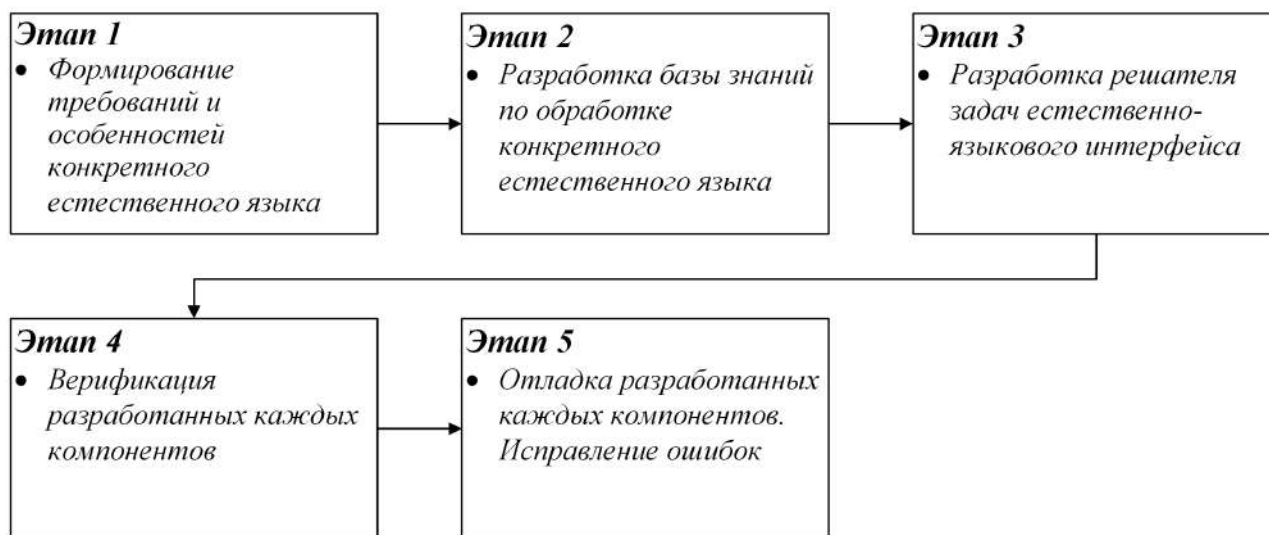 Этап 1
• Формирование
требований и
особенностей
конкретного
естественного языка
Этап 2
• Разработка базы знаний
по обработке
конкретного
естественного языка
Этап 3
• Разработка решателя
задач естественно-
языкового интерфейса
Этап 4
• Верификация
разработанных каждых
компонентов
Этап 5
• Отладка разработанных
каждых компонентов.
Исправление ошибок